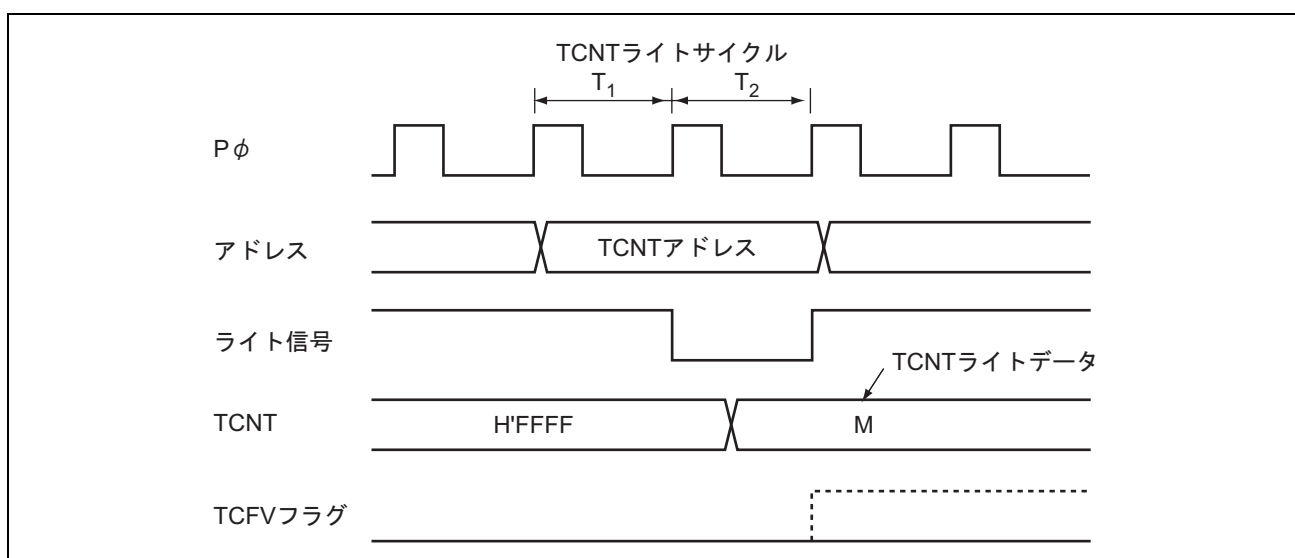 TCNTライトサイクル
T1 T2
Pφ
アドレス
TCNTアドレス
ライト信号
TCNTライトデータ
TCNT
H'FFFF
M
TCFVフラグ